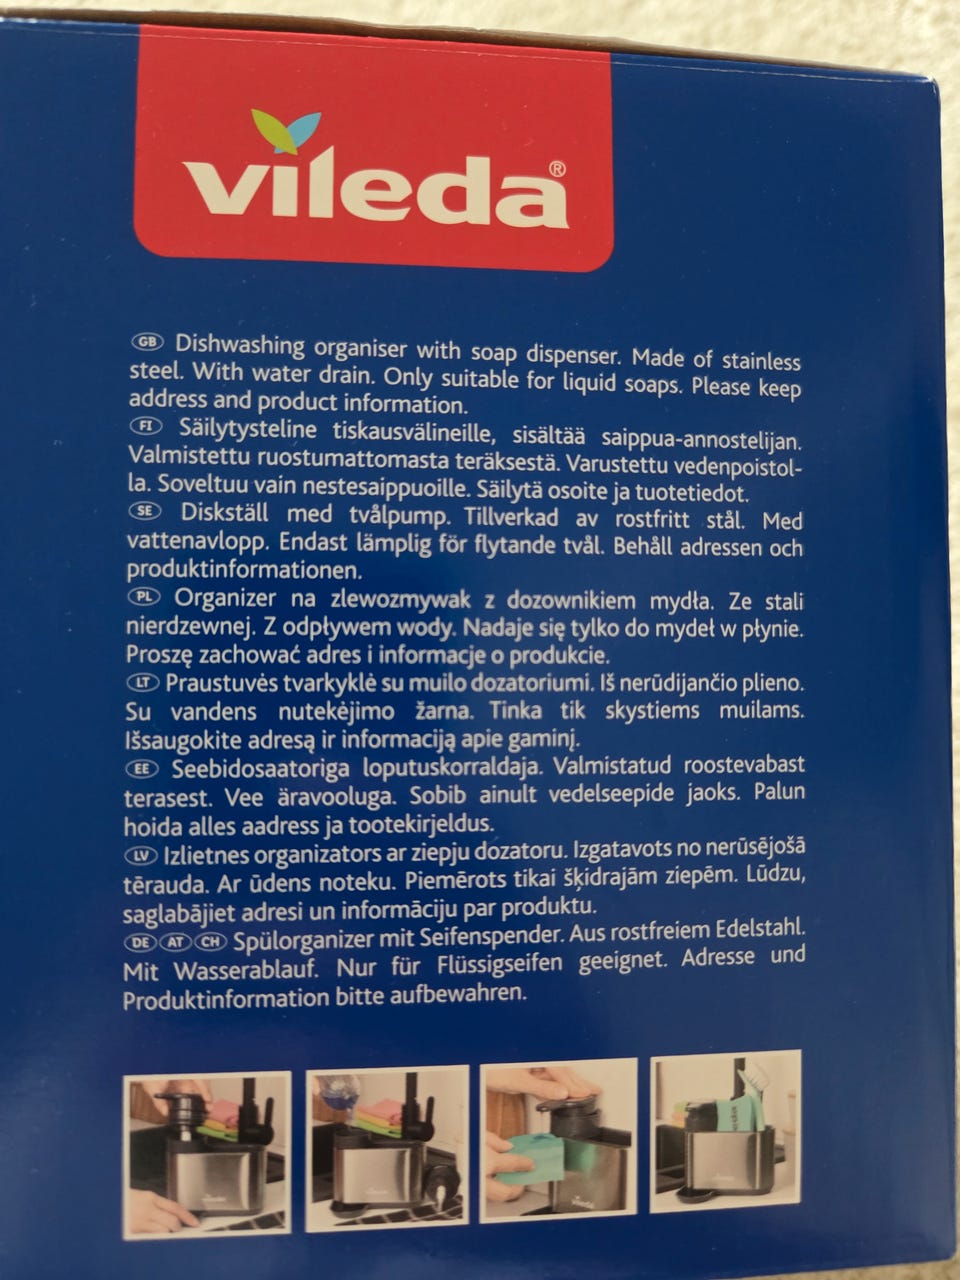 vileda®
GB Dishwashing organiser with soap dispenser. Made of stainless
steel. With water drain. Only suitable for liquid soaps. Please keep
address and product information.
FI Säilytysteline tiskausvälineille, sisältää saippua-annostelijan.
Valmistettu ruostumattomasta teräksestä. Varustettu vedenpoistol-
la. Soveltuu vain nestesaippuoille. Säilytä osoite ja tuotetiedot.
SE Diskställ med tvålpump. Tillverkad av rostfritt stål. Med
vattenavlopp. Endast lämplig för flytande tvål. Behåll adressen och
produktinformationen.
PL Organizer na zlewozmywak z dozownikiem mydła. Ze stali
nierdzewnej. Z odpływem wody. Nadaje się tylko do mydeł w płynie.
Proszę zachować adres i informacje o produkcie.
LT Praustuvės tvarkyklė su muilo dozatoriumi. Iš nerūdijančio plieno.
Su vandens nutekėjimo žarna. Tinka tik skystiems muilams.
Išsaugokite adresą ir informaciją apie gaminį.
EE Seebidosaatoriga loputuskorraldaja. Valmistatud roostevabast
terasest. Vee äravooluga. Sobib ainult vedelseepide jaoks. Palun
hoida alles aadress ja tootekirjeldus.
LV Izlietnes organizators ar ziepju dozatoru. Izgatavots no nerūsējošā
tērauda. Ar ūdens noteku. Piemērots tikai šķidrajām ziepēm. Lūdzu,
saglabājiet adresi un informāciju par produktu.
DE AT CH Spülorganizer mit Seifenspender. Aus rostfreiem Edelstahl.
Mit Wasserablauf. Nur für Flüssigseifen geeignet. Adresse und
Produktinformation bitte aufbewahren.
vileda
vileda